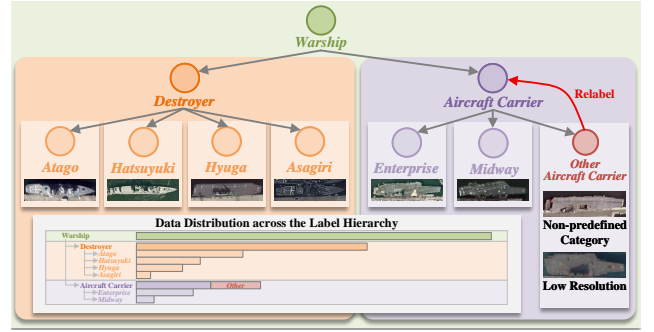 Warship
Destroyer
Aircraft Carrier
Relabel
Atago
Hatsuyuki
Hyuga
Asagiri
Enterprise
Midway
Other
Aircraft Carrier
Non-predefined
Category
Low Resolution
Data Distribution across the Label Hierarchy
Warship
Destroyer
Atago
Hatsuyuki
Hyuga
Asagiri
Aircraft Carrier
Other
Enterprise
Midway